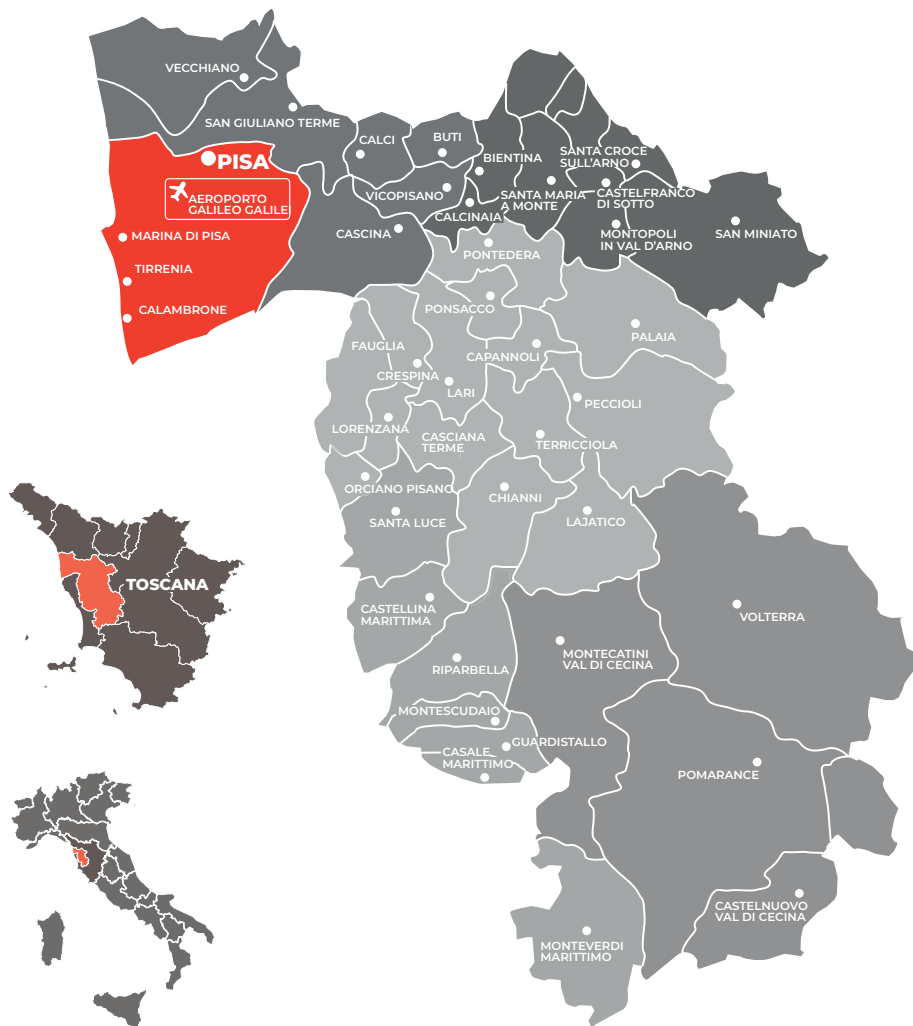 VECCHIANO
SAN GIULIANO TERME
CALCI
BUTI
BIENTINA
SANTA CROCE
SULL'ARNO
PISA
AEROPORTO
GALILEO GALILEI
VICOPISANO
SANTA MARIA
A MONTE
CASTELFRANCO
DI SOTTO
CALCINAIA
MARINA DI PISA
CASCINA
MONTOPOLI
IN VAL D'ARNO
SAN MINIATO
PONTEDERA
TIRRENIA
CALAMBRONE
PONSACCO
PALAIA
FAUGLIA
CAPANNOLI
CRESPINA
LARI
PECCIOLI
LORENZANA
CASCIANA
TERME
TERRICCIOLA
ORCIANO PISANO
CHIANNI
SANTA LUCE
LAJATICO
TOSCANA
CASTELLINA
MARITTIMA
VOLTERRA
MONTECATINI
VAL DI CECINA
RIPARBELLA
MONTESCUDAIO
GUARDISTALLO
CASALE
MARITTIMO
POMARANCE
CASTELNUOVO
VAL DI CECINA
MONTEVERDI
MARITTIMO